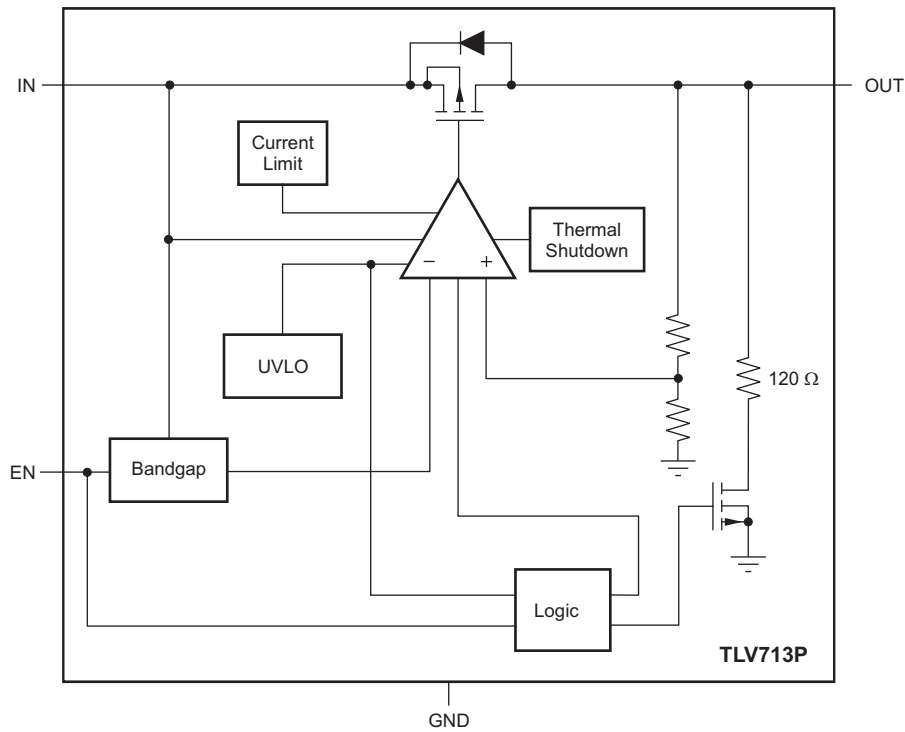 IN
OUT
Current
Limit
Thermal
Shutdown
− +
UVLO
120 Ω
EN
Bandgap
Logic
TLV713P
GND